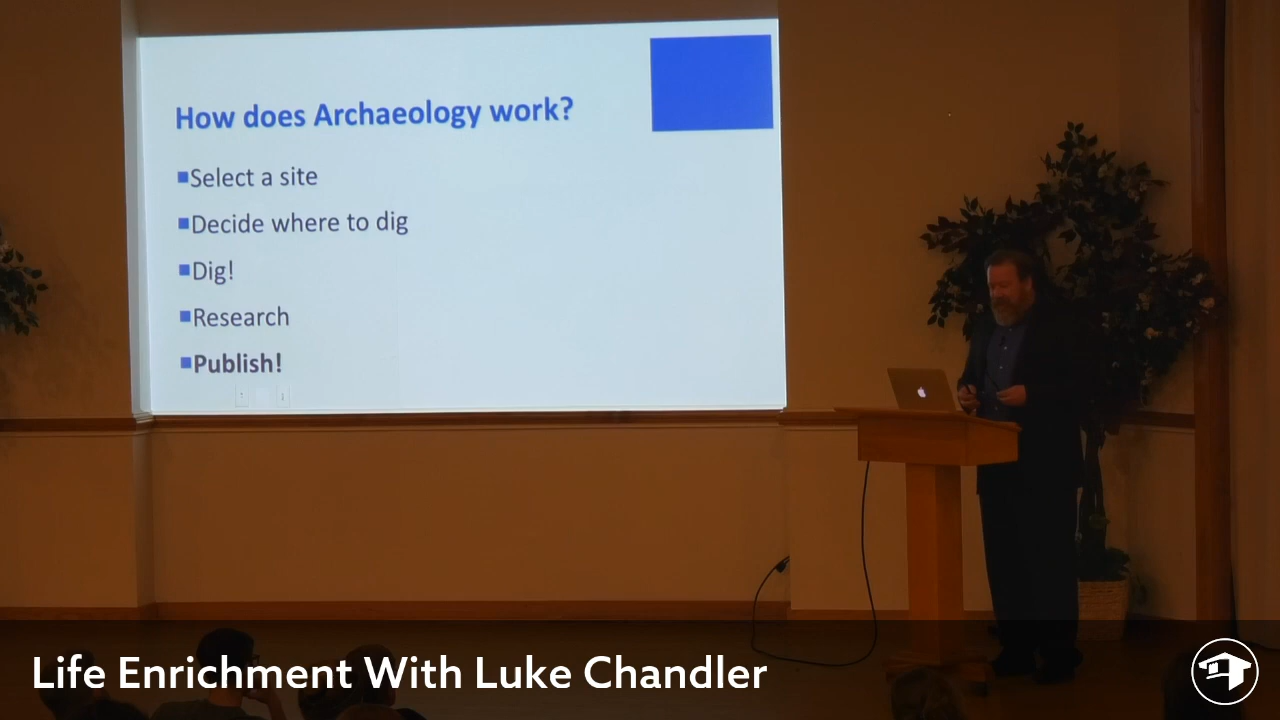 How does Archaeology work?
Select a site
Decide where to dig
Dig!
Research
Publish!
Life Enrichment With Luke Chandler